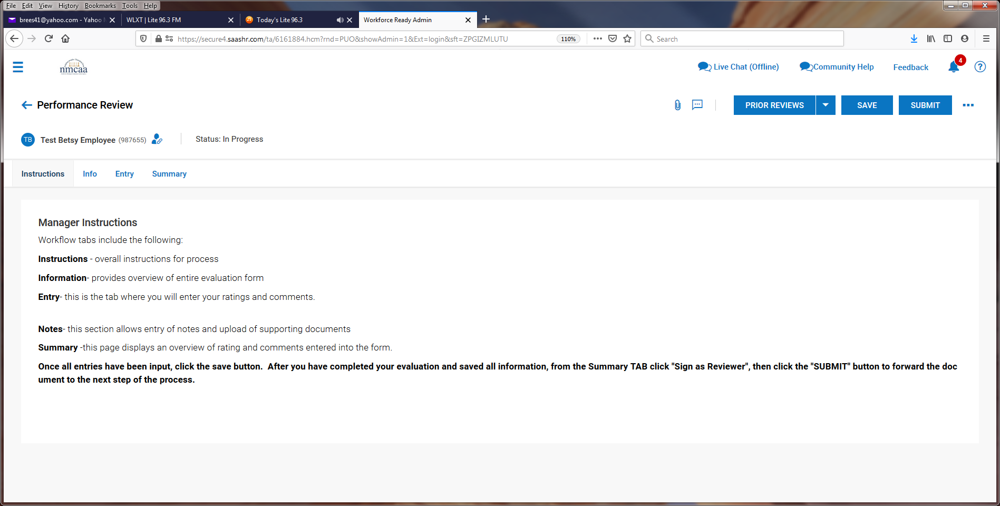 File Edit View History Bookmarks Tools Help
brees41@yahoo.com - Yahoo WLXT | Lite 96.3 FM Today's Lite 96.3 Workforce Ready Admin
https://secure4.saashr.com/ta/6161884.hcm?rnd=PUO&showAdmin=1&Ext=login&sft=ZPGIZMLUTU 110% Search
nmcaa Live Chat (Offline) Community Help Feedback 4 ?
Performance Review PRIOR REVIEWS SAVE SUBMIT
TB Test Betsy Employee (987655) Status: In Progress
Instructions Info Entry Summary
Manager Instructions
Workflow tabs include the following:
Instructions - overall instructions for process
Information- provides overview of entire evaluation form
Entry- this is the tab where you will enter your ratings and comments.
Notes- this section allows entry of notes and upload of supporting documents
Summary -this page displays an overview of rating and comments entered into the form.
Once all entries have been input, click the save button.  After you have completed your evaluation and saved all information, from the Summary TAB click "Sign as Reviewer", then click the "SUBMIT" button to forward the doc
ument to the next step of the process.